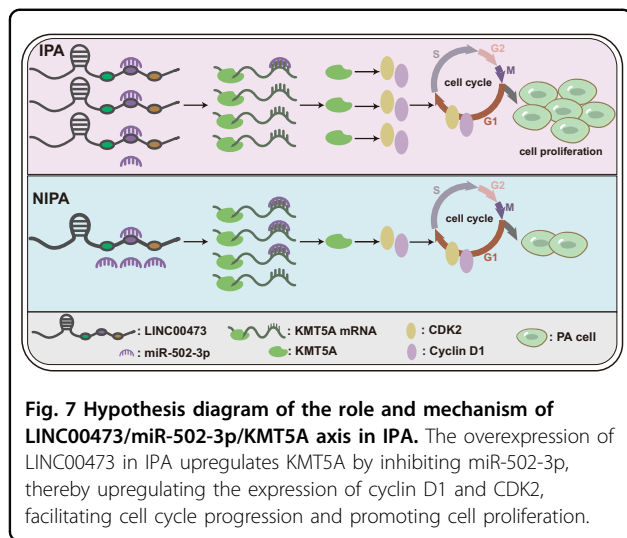 IPA
S
G2
M
cell cycle
G1
cell proliferation
NIPA
S
G2
M
cell cycle
G1
: LINC00473
: KMT5A mRNA
: CDK2
: PA cell
: miR-502-3p
: KMT5A
: Cyclin D1
Fig. 7 Hypothesis diagram of the role and mechanism of
LINC00473/miR-502-3p/KMT5A axis in IPA. The overexpression of
LINC00473 in IPA upregulates KMT5A by inhibiting miR-502-3p,
thereby upregulating the expression of cyclin D1 and CDK2,
facilitating cell cycle progression and promoting cell proliferation.